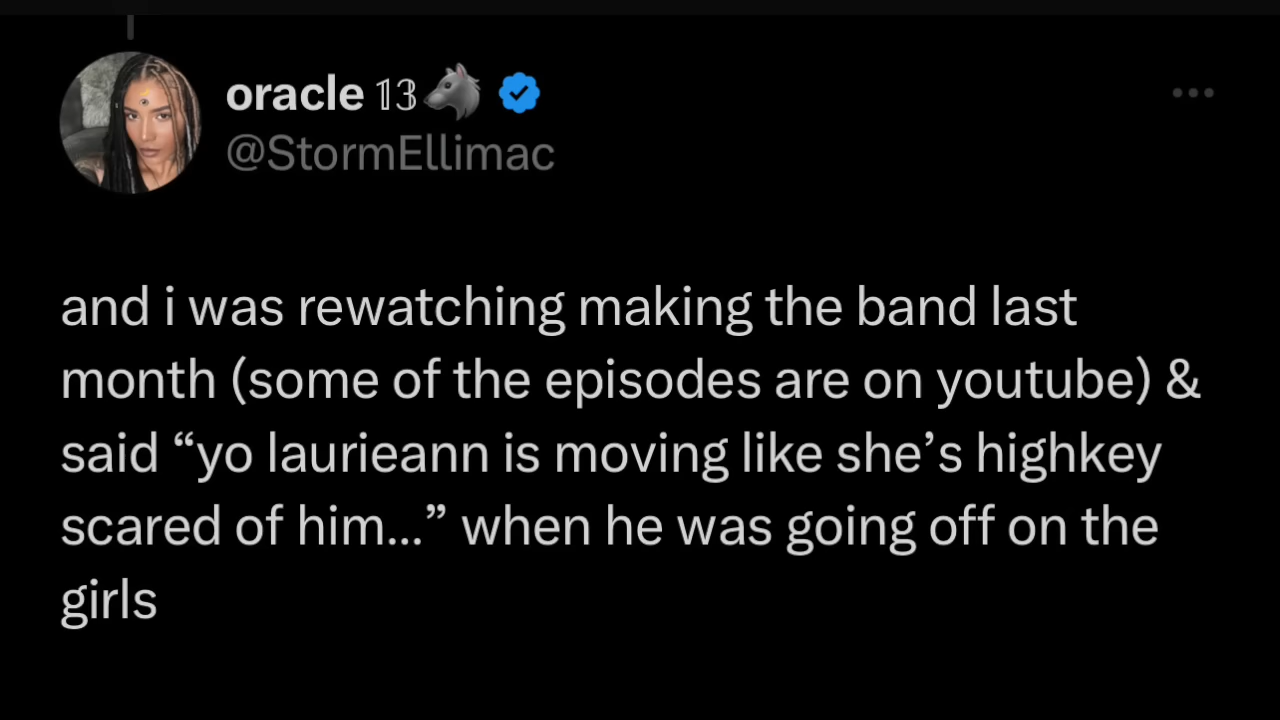 oracle 𝟙𝟛🐺
@StormEllimac
and i was rewatching making the band last
month (some of the episodes are on youtube) &
said “yo laurieann is moving like she’s highkey
scared of him...” when he was going off on the
girls